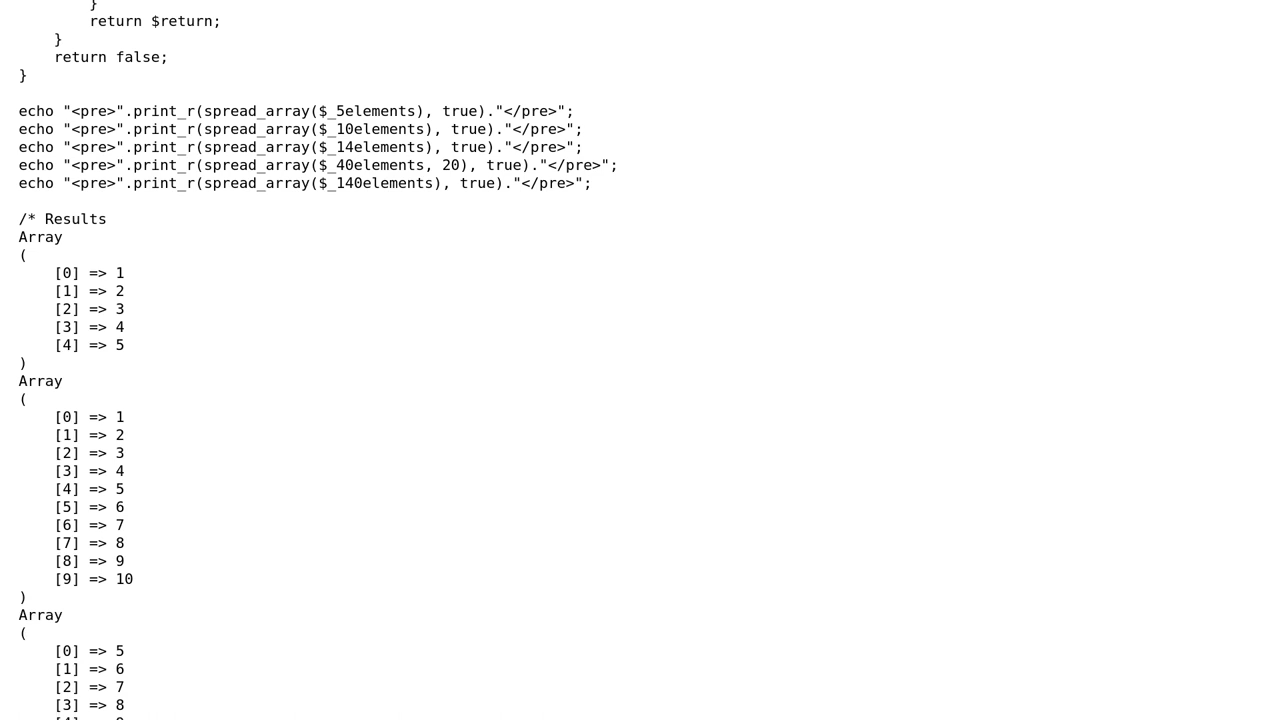 }
        return $return;
    }
    return false;
}

echo "<pre>".print_r(spread_array($_5elements), true)."</pre>";
echo "<pre>".print_r(spread_array($_10elements), true)."</pre>";
echo "<pre>".print_r(spread_array($_14elements), true)."</pre>";
echo "<pre>".print_r(spread_array($_40elements, 20), true)."</pre>";
echo "<pre>".print_r(spread_array($_140elements), true)."</pre>";

/* Results
Array
(
    [0] => 1
    [1] => 2
    [2] => 3
    [3] => 4
    [4] => 5
)
Array
(
    [0] => 1
    [1] => 2
    [2] => 3
    [3] => 4
    [4] => 5
    [5] => 6
    [6] => 7
    [7] => 8
    [8] => 9
    [9] => 10
)
Array
(
    [0] => 5
    [1] => 6
    [2] => 7
    [3] => 8